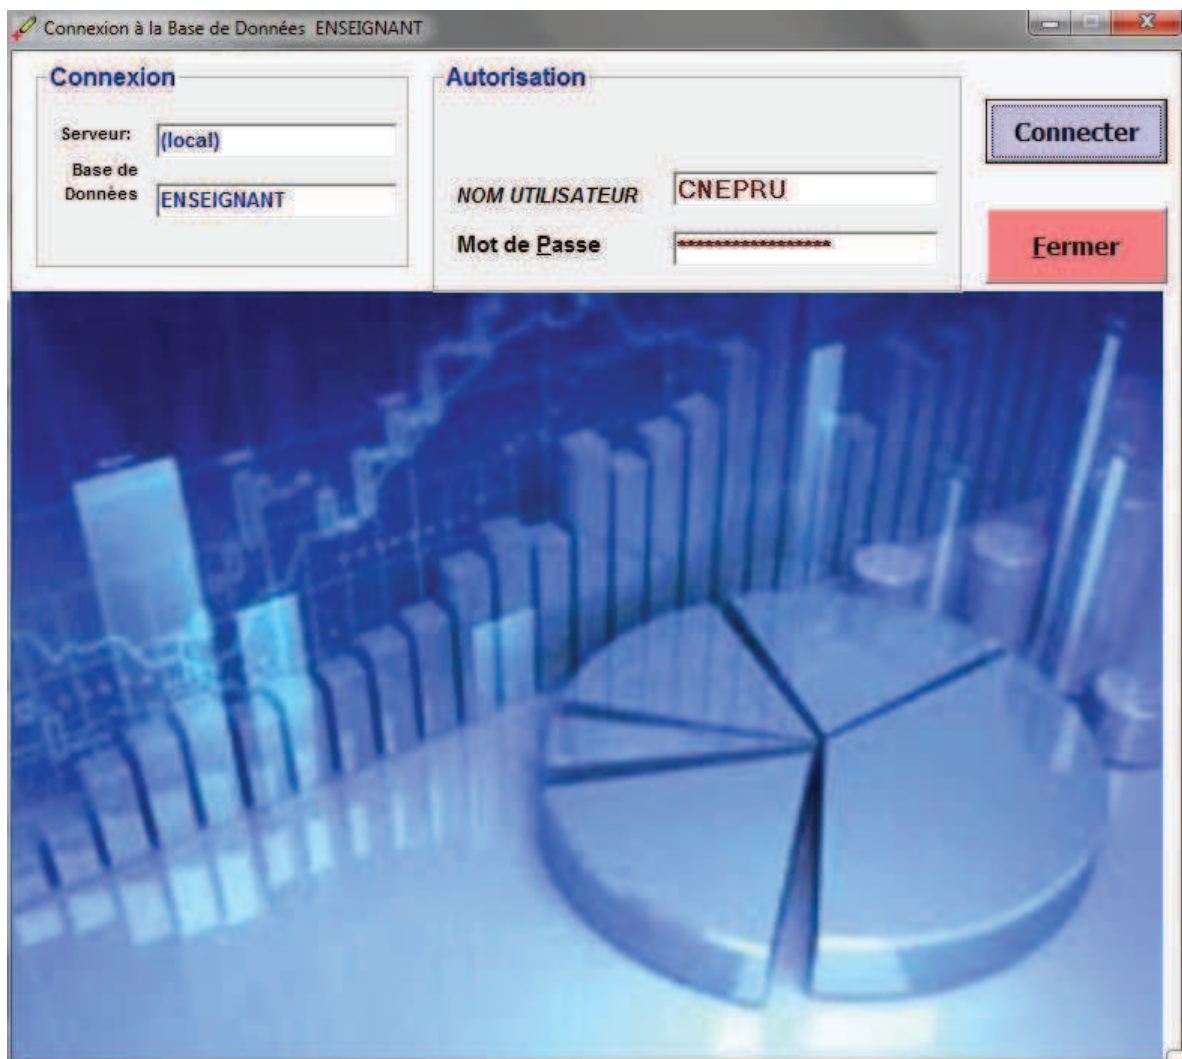 Connexion à la Base de Données ENSEIGNANT
Connexion
Serveur:
(local)
Base de
Données
ENSEIGNANT
Autorisation
NOM UTILISATEUR
CNEPRU
Mot de Passe
*****************
Connecter
Fermer